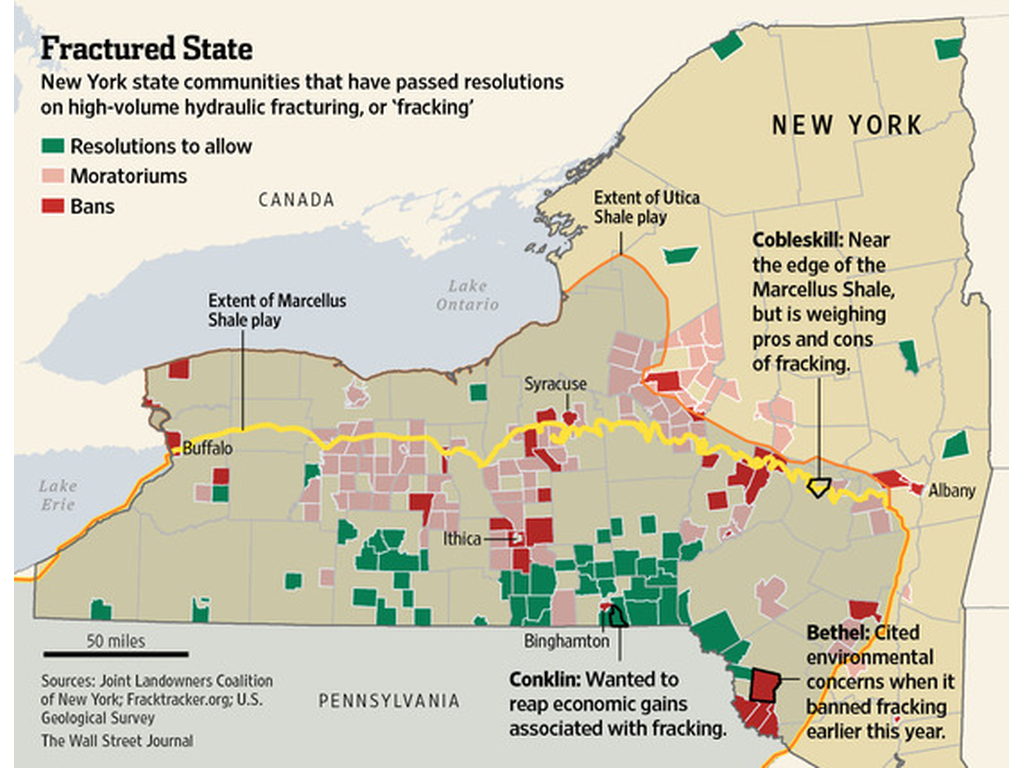 Fractured State
New York state communities that have passed resolutions
on high-volume hydraulic fracturing, or ‘fracking’
Resolutions to allow
Moratoriums
Bans
CANADA
NEW YORK
Extent of Utica
Shale play
Cobleskill: Near
the edge of the
Marcellus Shale,
but is weighing
pros and cons
of fracking.
Lake
Ontario
Extent of Marcellus
Shale play
Syracuse
Buffalo
Lake
Erie
Albany
Ithica
Binghamton
50 miles
Conklin: Wanted to
reap economic gains
associated with fracking.
Bethel: Cited
environmental
concerns when it
banned fracking
earlier this year.
PENNSYLVANIA
Sources: Joint Landowners Coalition
of New York; Fracktracker.org; U.S.
Geological Survey
The Wall Street Journal